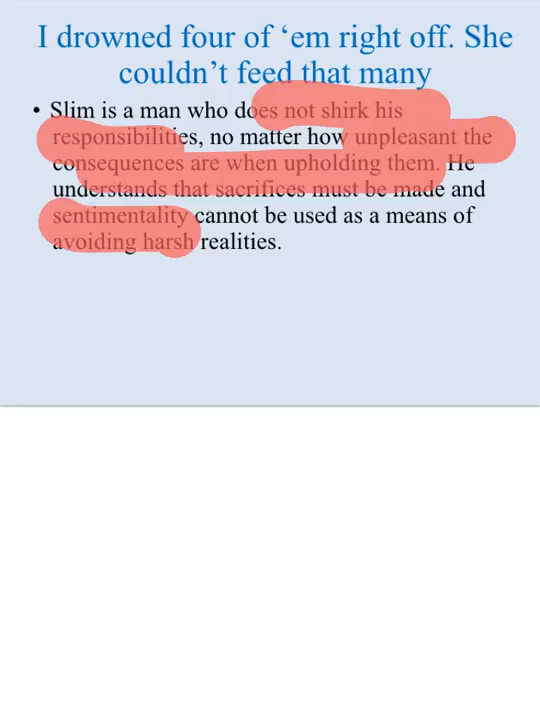 I drowned four of ‘em right off. She
couldn’t feed that many
• Slim is a man who does not shirk his
responsibilities, no matter how unpleasant the
consequences are when upholding them. He
understands that sacrifices must be made and
sentimentality cannot be used as a means of
avoiding harsh realities.